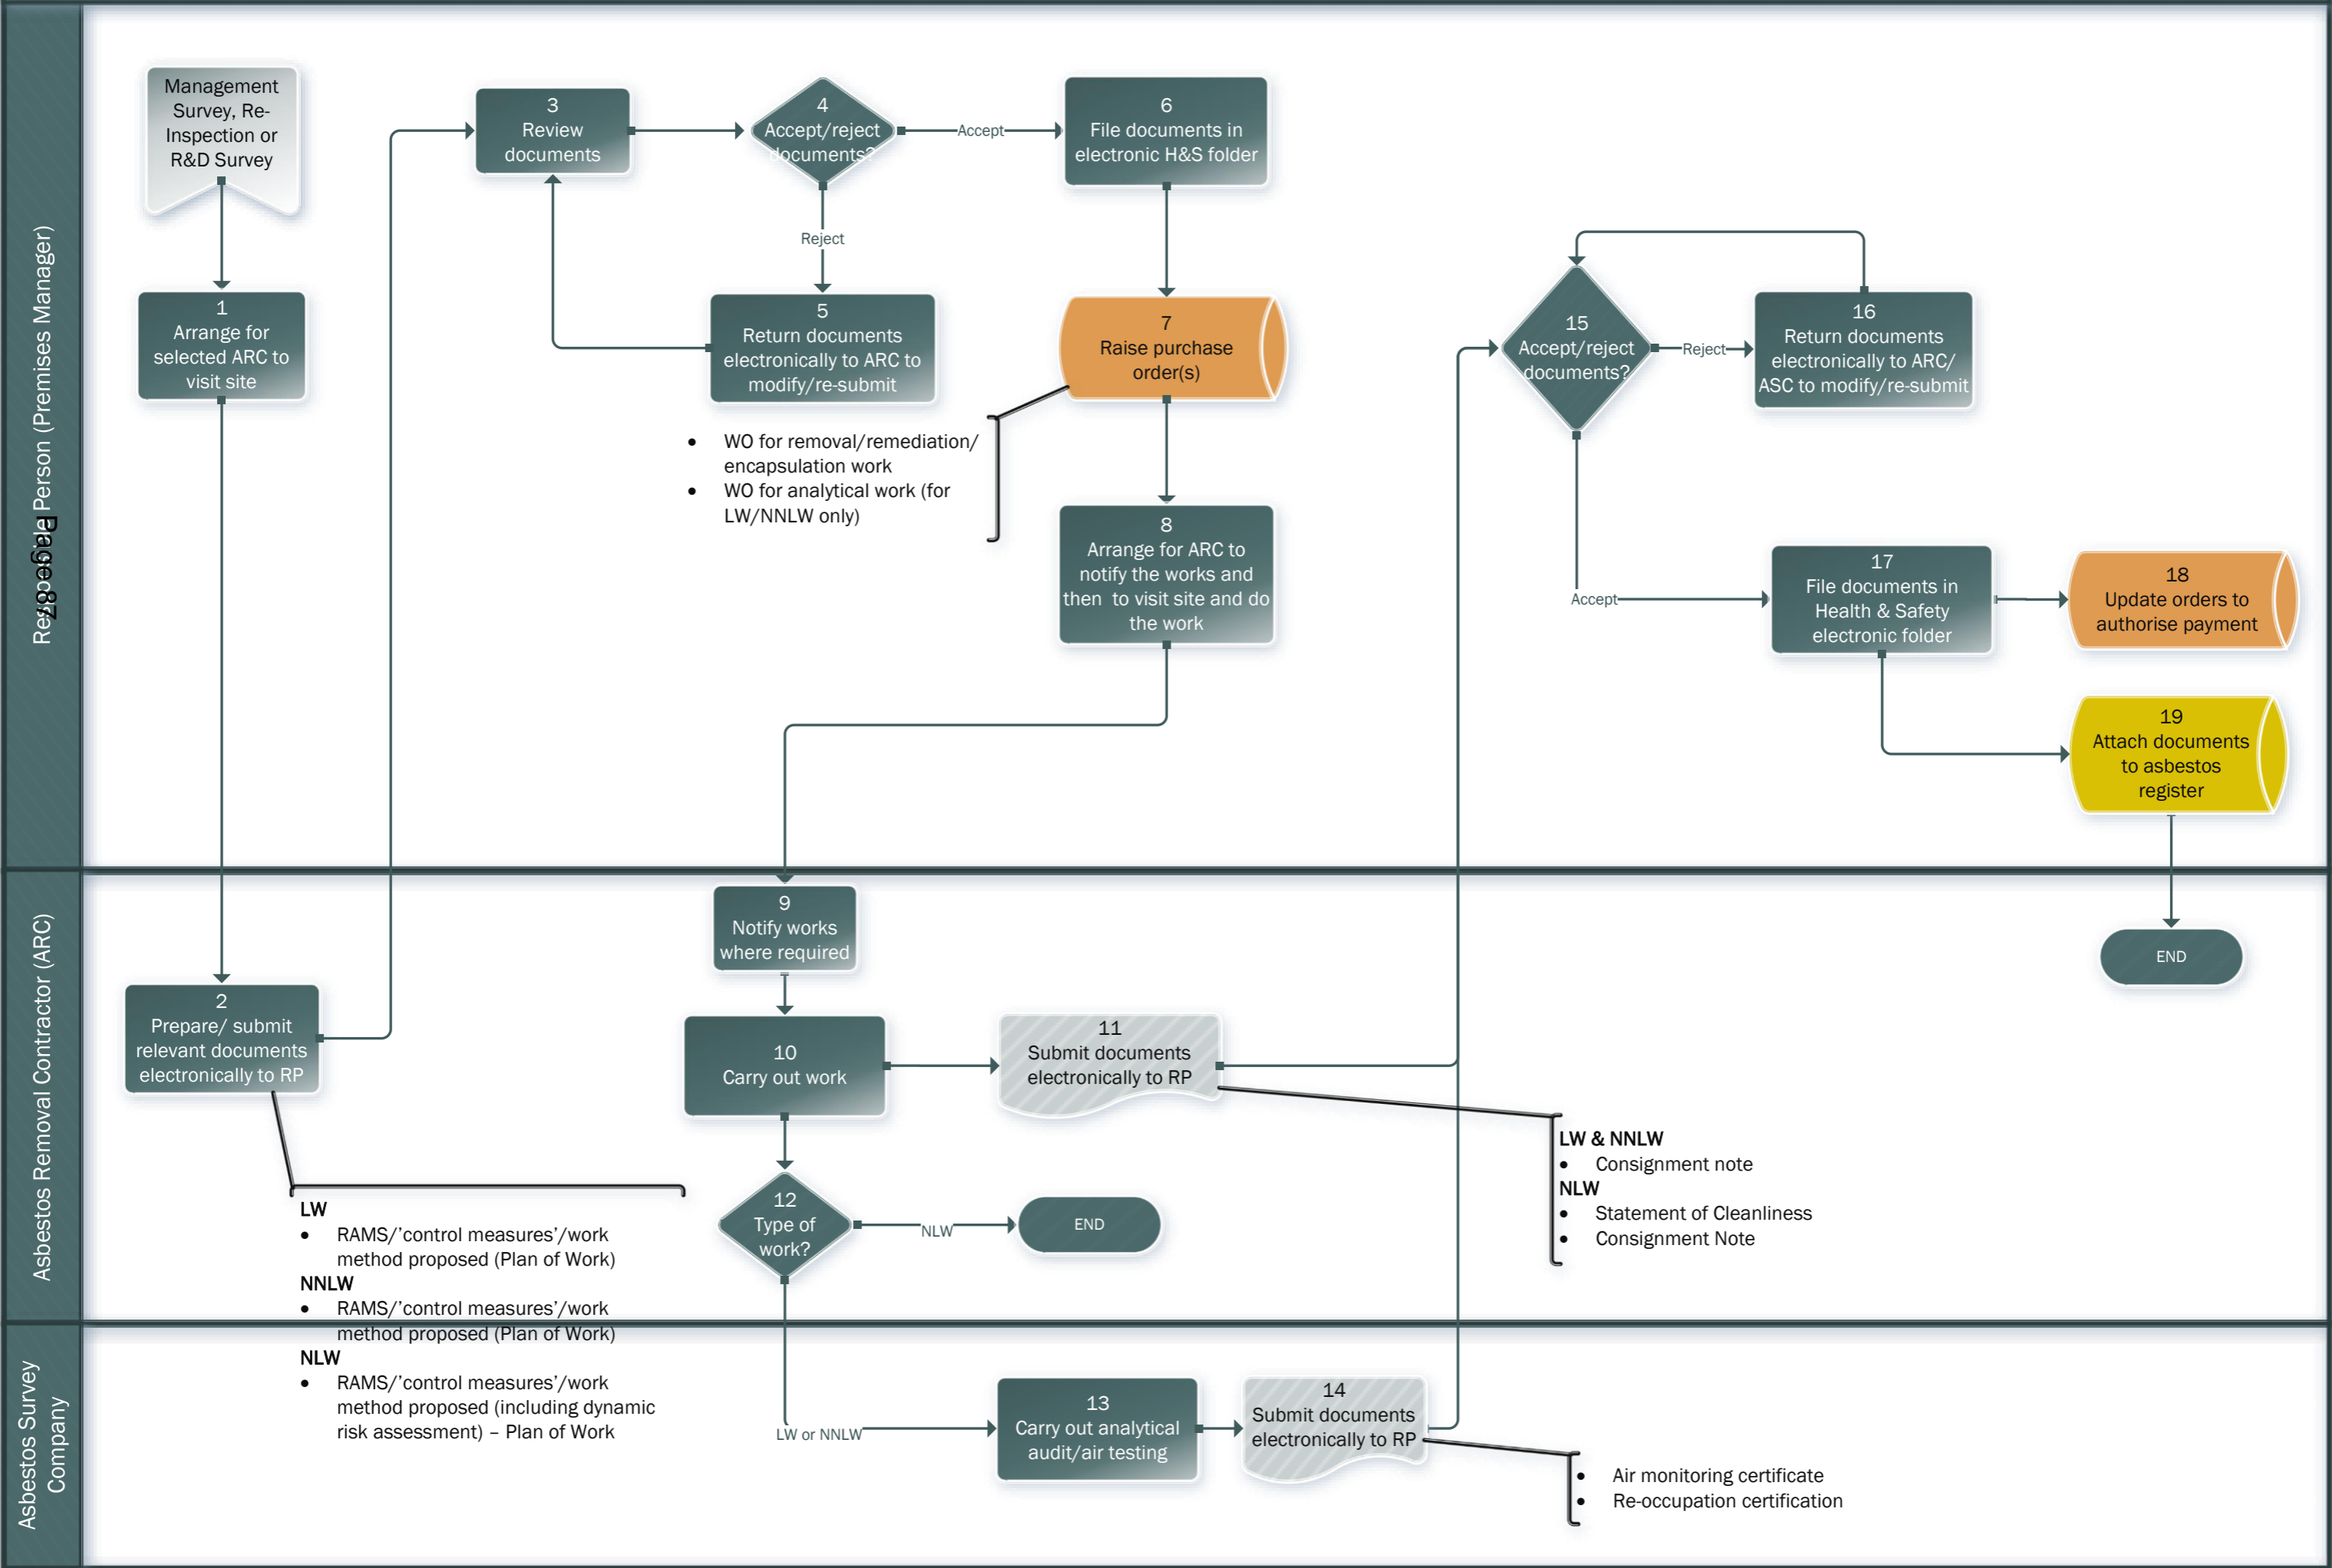 Responsible Person (Premises Manager)
Page 87
Management
Survey, Re-
Inspection or
R&D Survey
1
Arrange for
selected ARC to
visit site
3
Review
documents
4
Accept/reject
documents?
Accept
Reject
5
Return documents
electronically to ARC to
modify/re-submit
6
File documents in
electronic H&S folder
7
Raise purchase
order(s)
• WO for removal/remediation/
encapsulation work
• WO for analytical work (for
LW/NNLW only)
8
Arrange for ARC to
notify the works and
then to visit site and do
the work
15
Accept/reject
documents?
Reject
16
Return documents
electronically to ARC/
ASC to modify/re-submit
Accept
17
File documents in
Health & Safety
electronic folder
18
Update orders to
authorise payment
19
Attach documents
to asbestos
register
Asbestos Removal Contractor (ARC)
2
Prepare/ submit
relevant documents
electronically to RP
LW
• RAMS/’control measures’/work
method proposed (Plan of Work)
NNLW
• RAMS/’control measures’/work
method proposed (Plan of Work)
NLW
• RAMS/’control measures’/work
method proposed (including dynamic
risk assessment) – Plan of Work
9
Notify works
where required
10
Carry out work
11
Submit documents
electronically to RP
12
Type of
work?
NLW
END
LW & NNLW
• Consignment note
NLW
• Statement of Cleanliness
• Consignment Note
END
Asbestos Survey
Company
LW or NNLW
13
Carry out analytical
audit/air testing
14
Submit documents
electronically to RP
• Air monitoring certificate
• Re-occupation certification